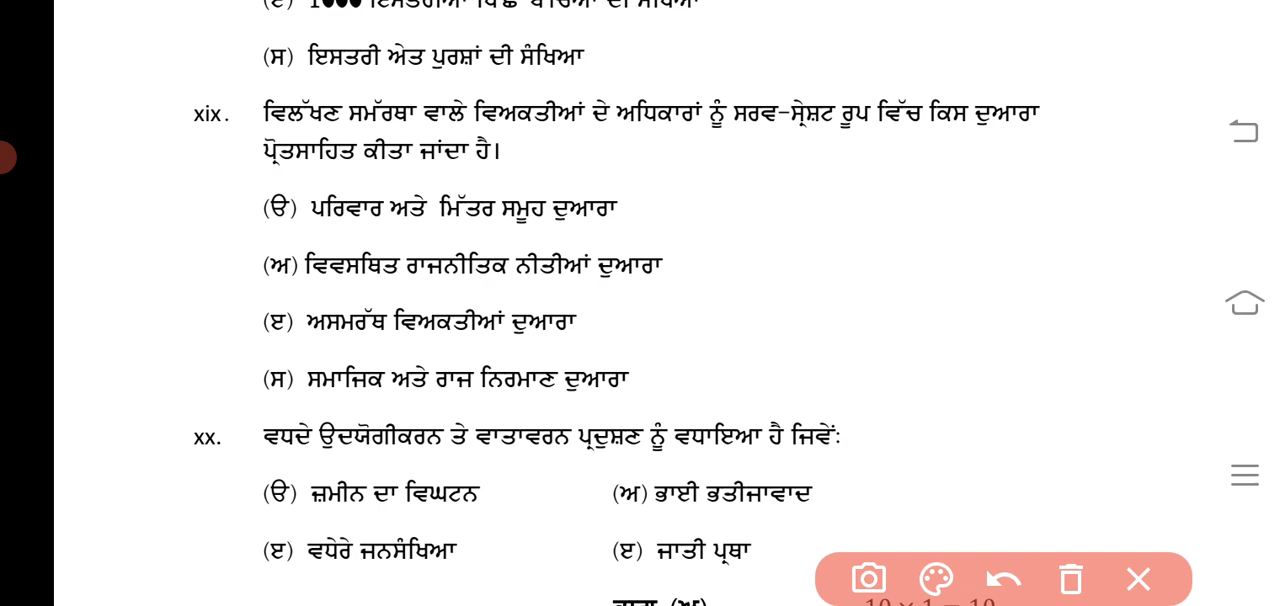 (ਸ) ਇਸਤਰੀ ਅੇਤ ਪੁਰਸ਼ਾਂ ਦੀ ਸੰਖਿਆ
xix. ਵਿਲੱਖਣ ਸਮੱਰਥਾ ਵਾਲੇ ਵਿਅਕਤੀਆਂ ਦੇ ਅਧਿਕਾਰਾਂ ਨੂੰ ਸਰਵ-ਸ੍ਰੇਸ਼ਟ ਰੂਪ ਵਿੱਚ ਕਿਸ ਦੁਆਰਾ
ਪ੍ਰੋਤਸਾਹਿਤ ਕੀਤਾ ਜਾਂਦਾ ਹੈ।
(ੳ) ਪਰਿਵਾਰ ਅਤੇ ਮਿੱਤਰ ਸਮੂਹ ਦੁਆਰਾ
(ਅ) ਵਿਵਸਥਿਤ ਰਾਜਨੀਤਿਕ ਨੀਤੀਆਂ ਦੁਆਰਾ
(ੲ) ਅਸਮਰੱਥ ਵਿਅਕਤੀਆਂ ਦੁਆਰਾ
(ਸ) ਸਮਾਜਿਕ ਅਤੇ ਰਾਜ ਨਿਰਮਾਣ ਦੁਆਰਾ
xx. ਵਧਦੇ ਉਦਯੋਗੀਕਰਨ ਤੇ ਵਾਤਾਵਰਨ ਪ੍ਰਦੂਸ਼ਣ ਨੂੰ ਵਧਾਇਆ ਹੈ ਜਿਵੇਂ:
(ੳ) ਜ਼ਮੀਨ ਦਾ ਵਿਘਟਨ (ਅ) ਭਾਈ ਭਤੀਜਾਵਾਦ
(ੲ) ਵਧੇਰੇ ਜਨਸੰਖਿਆ (ੲ) ਜਾਤੀ ਪ੍ਰਥਾ